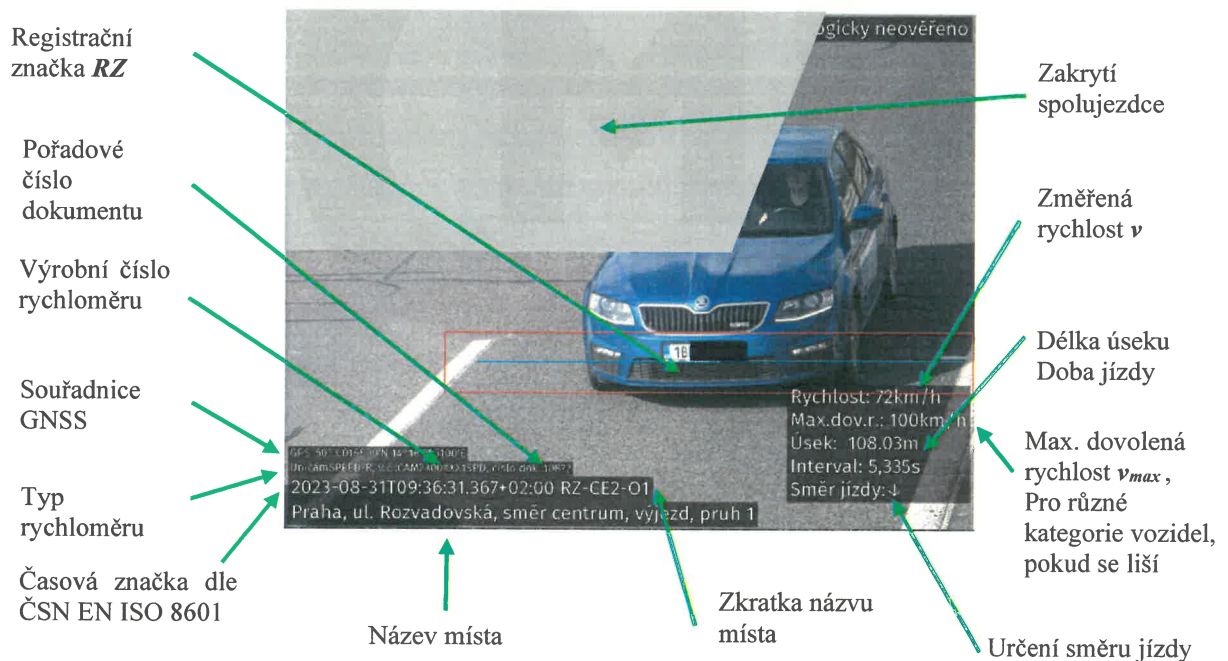 Registrační
značka RZ
Pořadové
číslo
dokumentu
Výrobní číslo
rychloměru
Souřadnice
GNSS
Typ
rychloměru
Časová značka dle
ČSN EN ISO 8601
ogicky neověřeno
1B
Rychlost: 72km/h
Max.dov.r.: 100km/h
Úsek: 108.03m
Interval: 5,335s
Směr jízdy: ↓
2023-08-31T09:36:31.367+02:00 RZ-CE2-O1
Praha, ul. Rozvadovská, směr centrum, výjezd, pruh 1
Název místa
Zkratka názvu
místa
Zakrytí
spolujezdce
Změřená
rychlost v
Délka úseku
Doba jízdy
Max. dovolená
rychlost vmax ,
Pro různé
kategorie vozidel,
pokud se liší
Určení směru jízdy